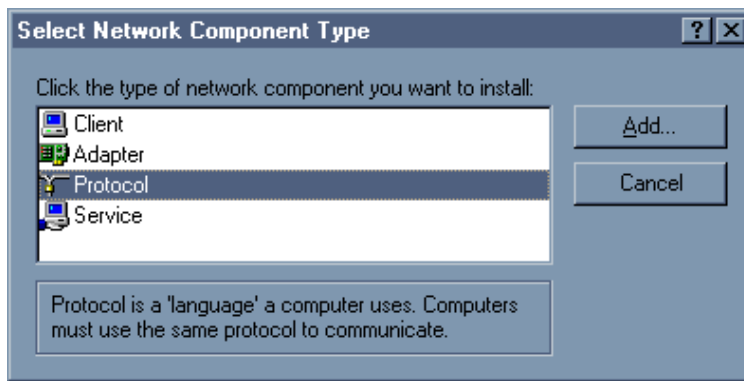 Select Network Component Type
Click the type of network component you want to install:
Client
Adapter
Protocol
Service
Add...
Cancel
Protocol is a 'language' a computer uses. Computers
must use the same protocol to communicate.